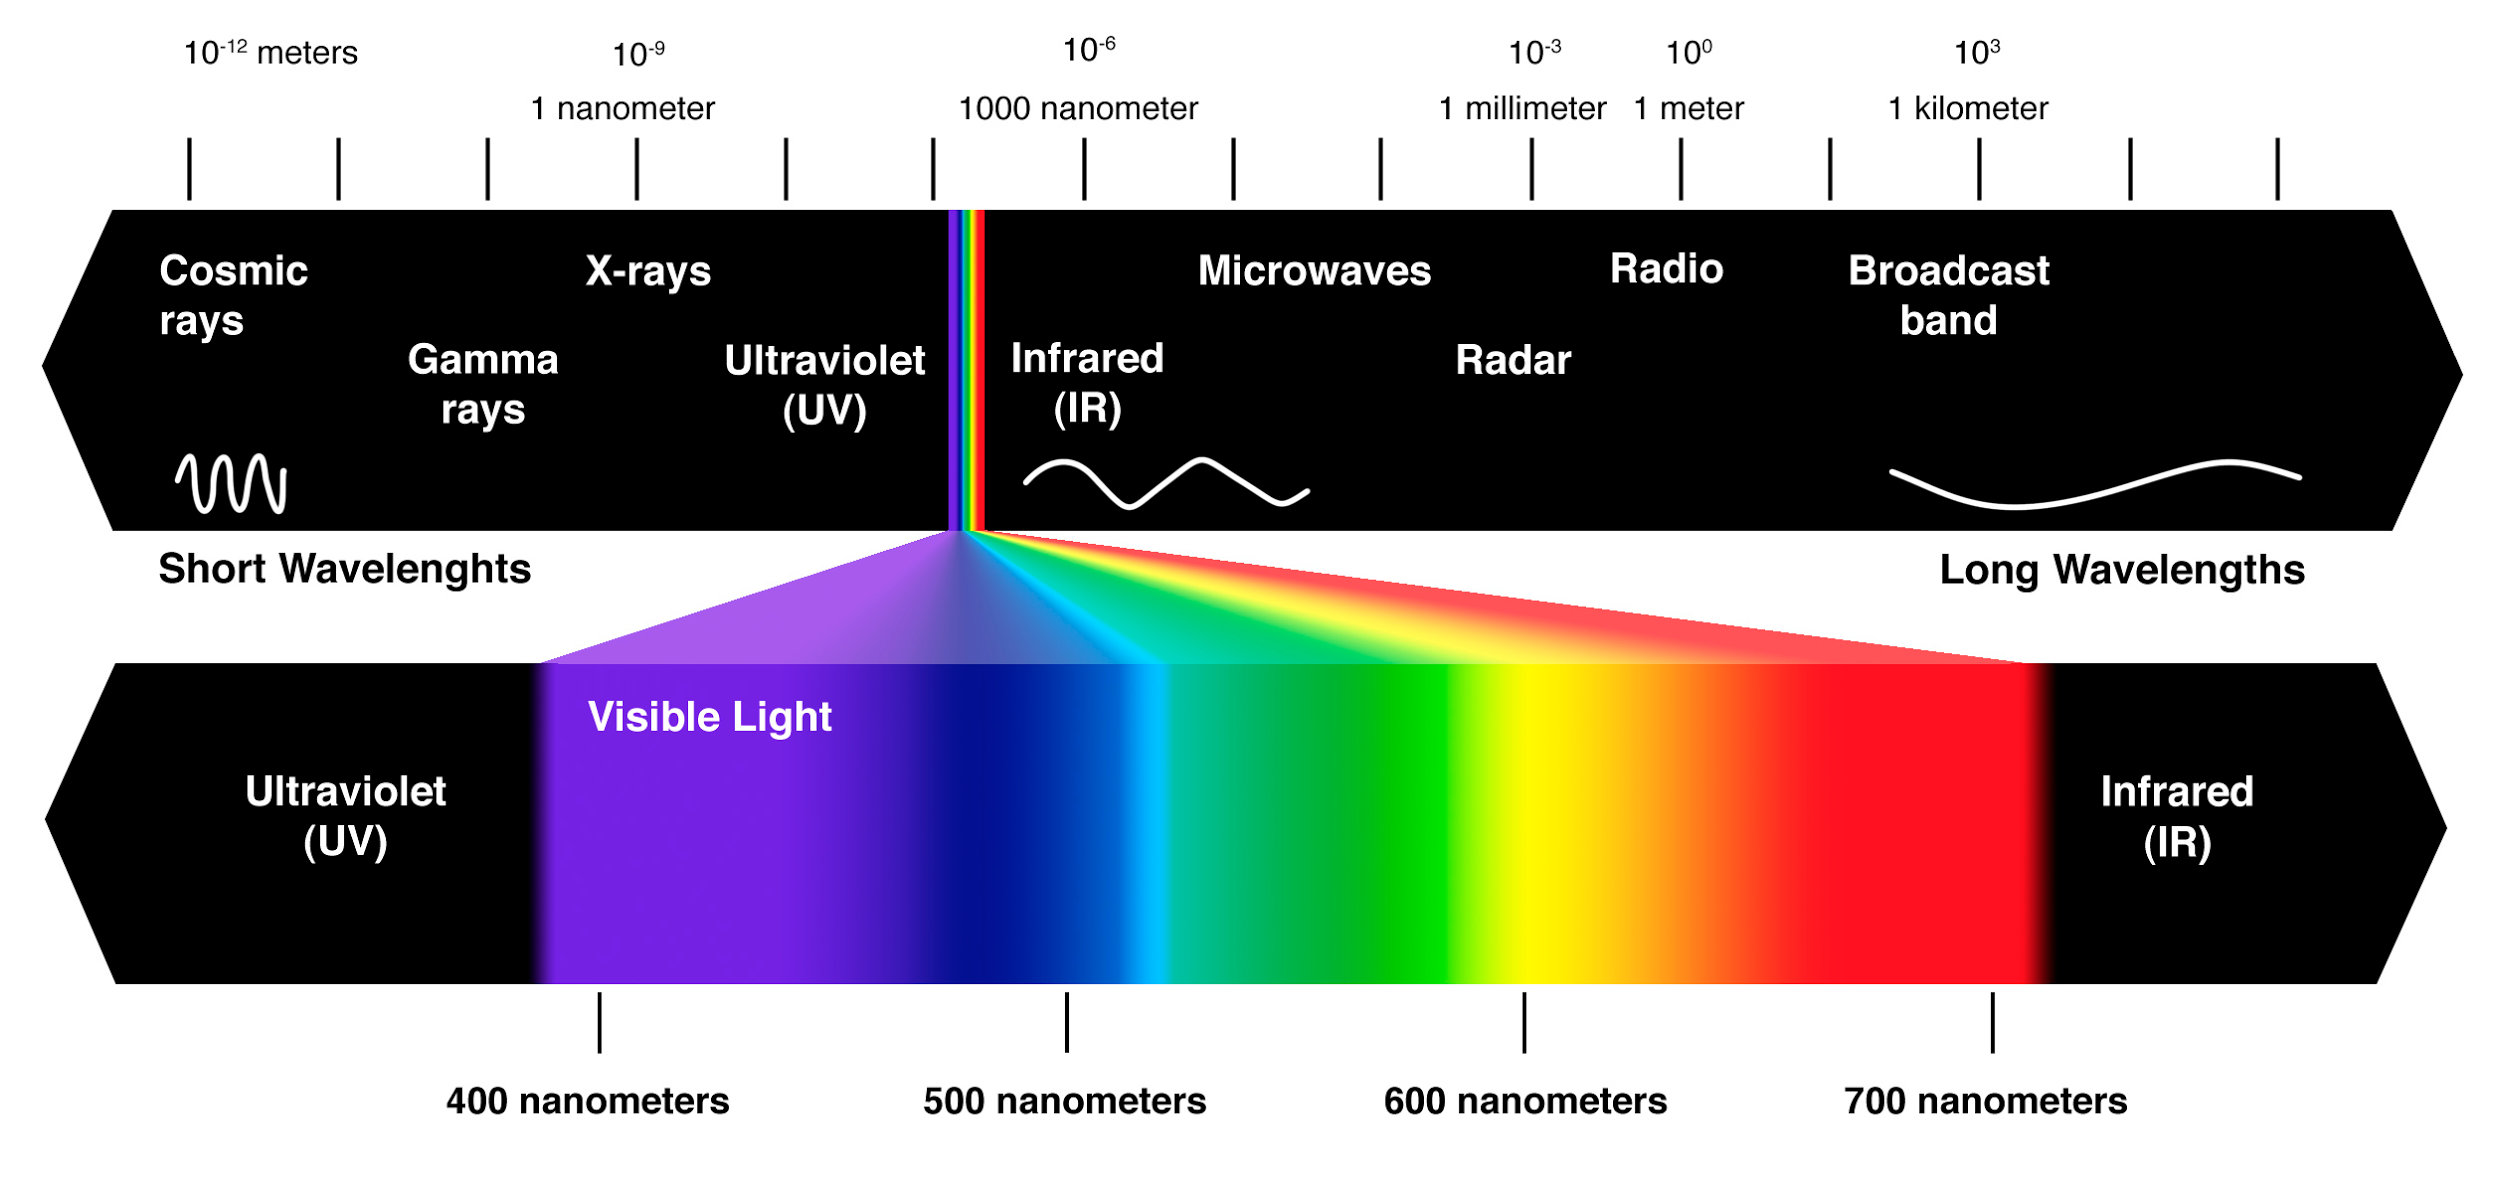 10⁻¹² meters
10⁻⁹
10⁻⁶
10⁻³
10⁰
10³
1 nanometer
1000 nanometer
1 millimeter
1 meter
1 kilometer
Cosmic
rays
Gamma
rays
X-rays
Ultraviolet
(UV)
Infrared
(IR)
Microwaves
Radar
Radio
Broadcast
band
Short Wavelenghts
Long Wavelengths
Visible Light
Ultraviolet
(UV)
Infrared
(IR)
400 nanometers
500 nanometers
600 nanometers
700 nanometers